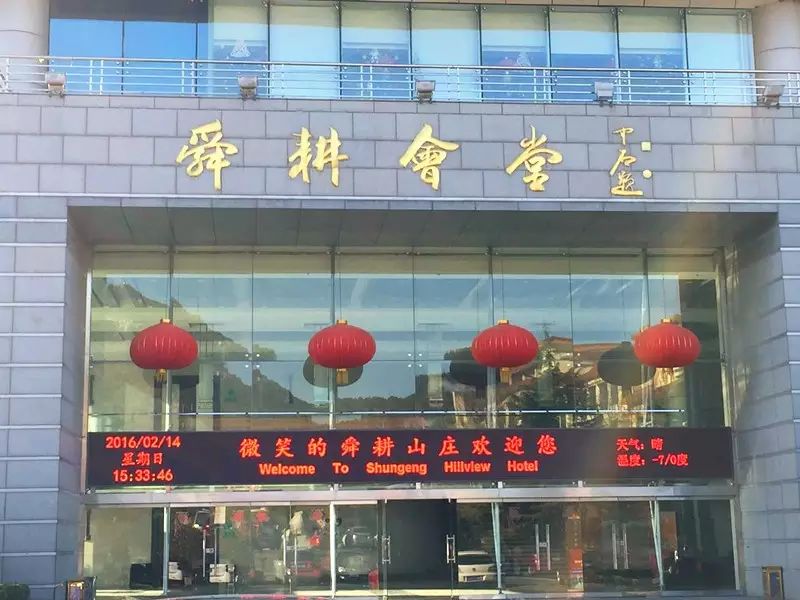 舜耕會堂
中石题
2016/02/14
星期日
15:33:46
微笑的舜耕山庄欢迎您
Welcome To Shungeng Hillview Hotel
天气：晴
温度：-7/0度